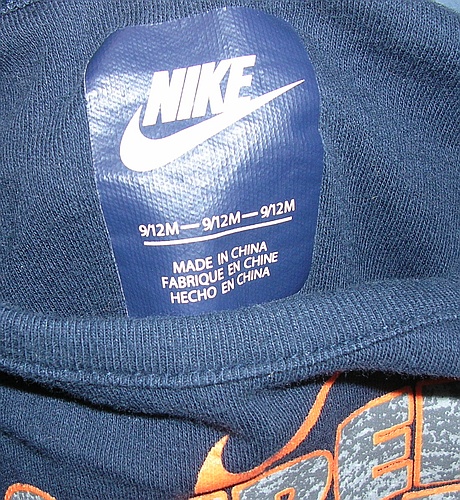 NIKE
9/12M — 9/12M — 9/12M
MADE IN CHINA
FABRIQUE EN CHINE
HECHO EN CHINA